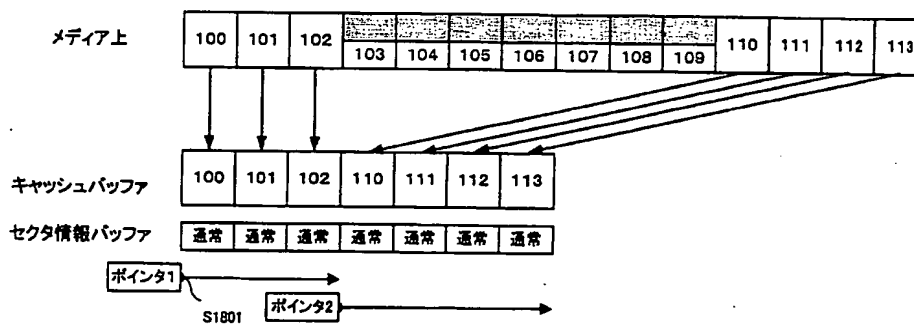 メディア上 100 101 102 103 104 105 106 107 108 109 110 111 112 113
キャッシュバッファ 100 101 102 110 111 112 113
セクタ情報バッファ 通常 通常 通常 通常 通常 通常 通常
ポインタ1
S1801 ポインタ2